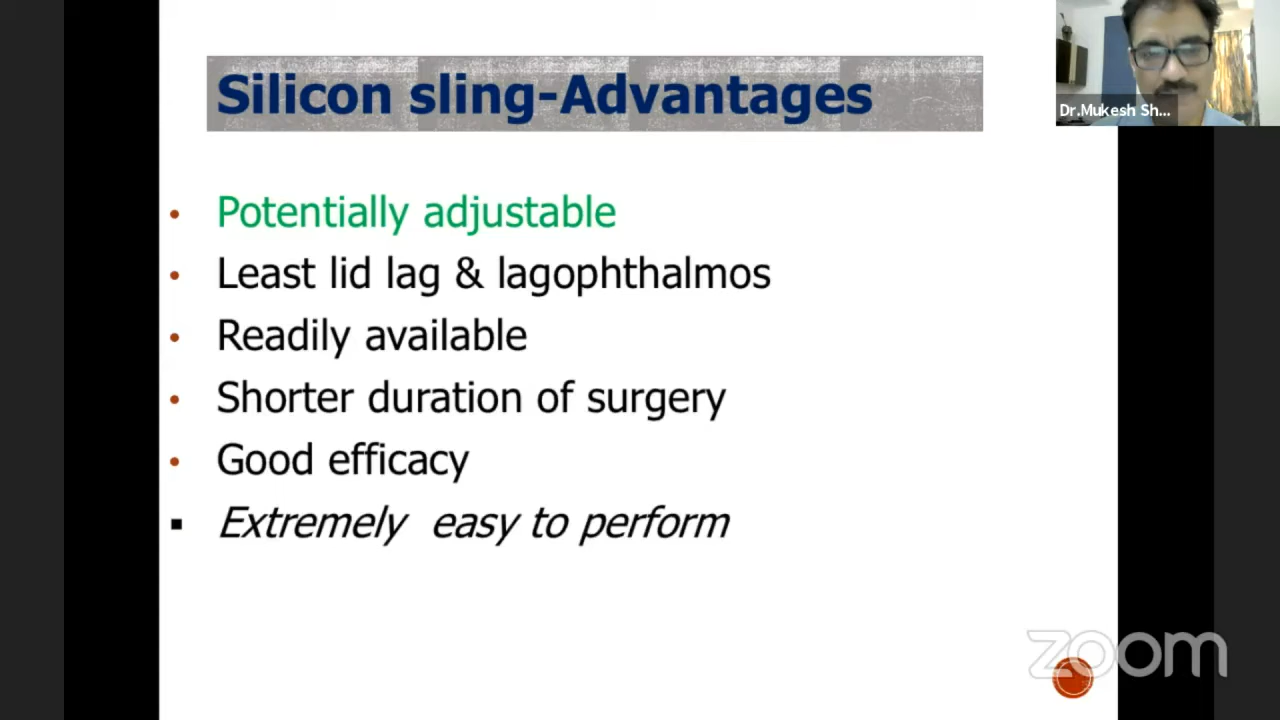 Silicon sling-Advantages
Dr.Mukesh Sh...
• Potentially adjustable
• Least lid lag & lagophthalmos
• Readily available
• Shorter duration of surgery
• Good efficacy
▪ Extremely easy to perform
zoom